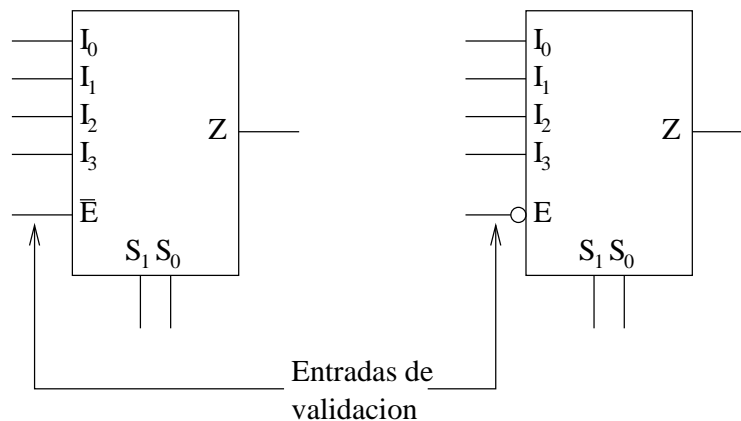 I0
I1
I2
I3
Z
E̅
S1 S0
I0
I1
I2
I3
Z
E
S1 S0
Entradas de
validacion